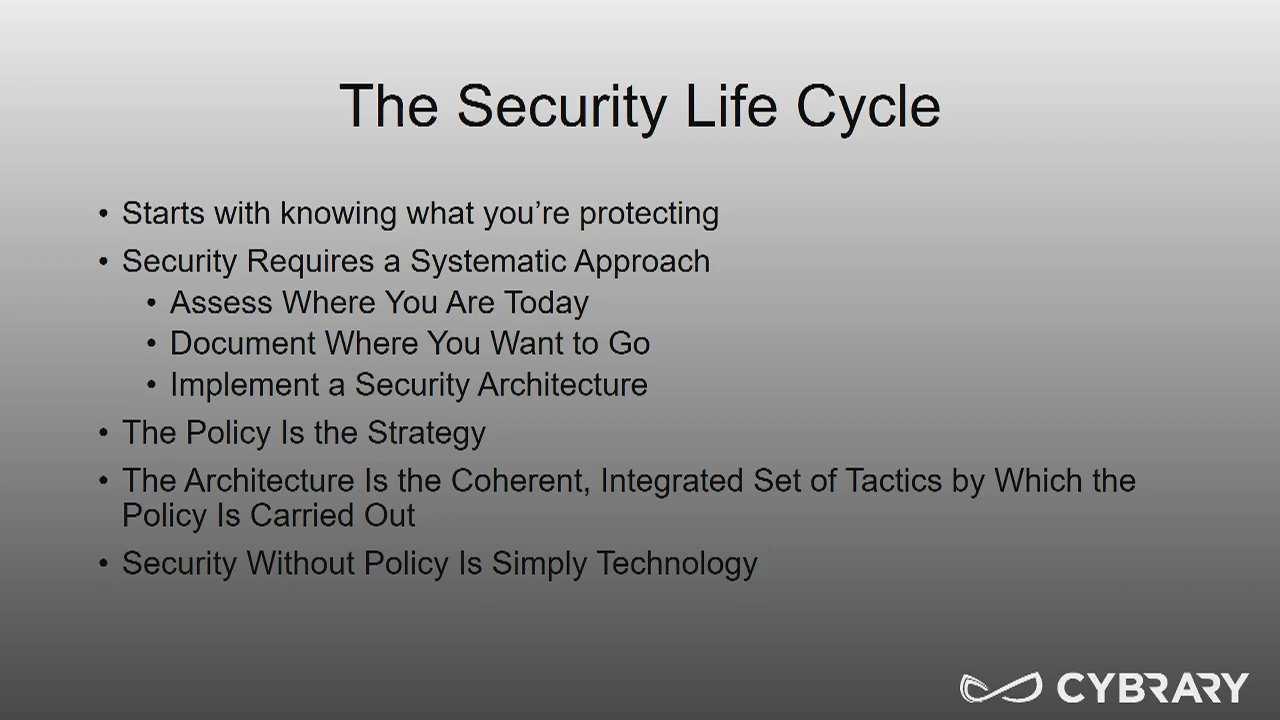 The Security Life Cycle
• Starts with knowing what you’re protecting
• Security Requires a Systematic Approach
• Assess Where You Are Today
• Document Where You Want to Go
• Implement a Security Architecture
• The Policy Is the Strategy
• The Architecture Is the Coherent, Integrated Set of Tactics by Which the
Policy Is Carried Out
• Security Without Policy Is Simply Technology
CYBRARY